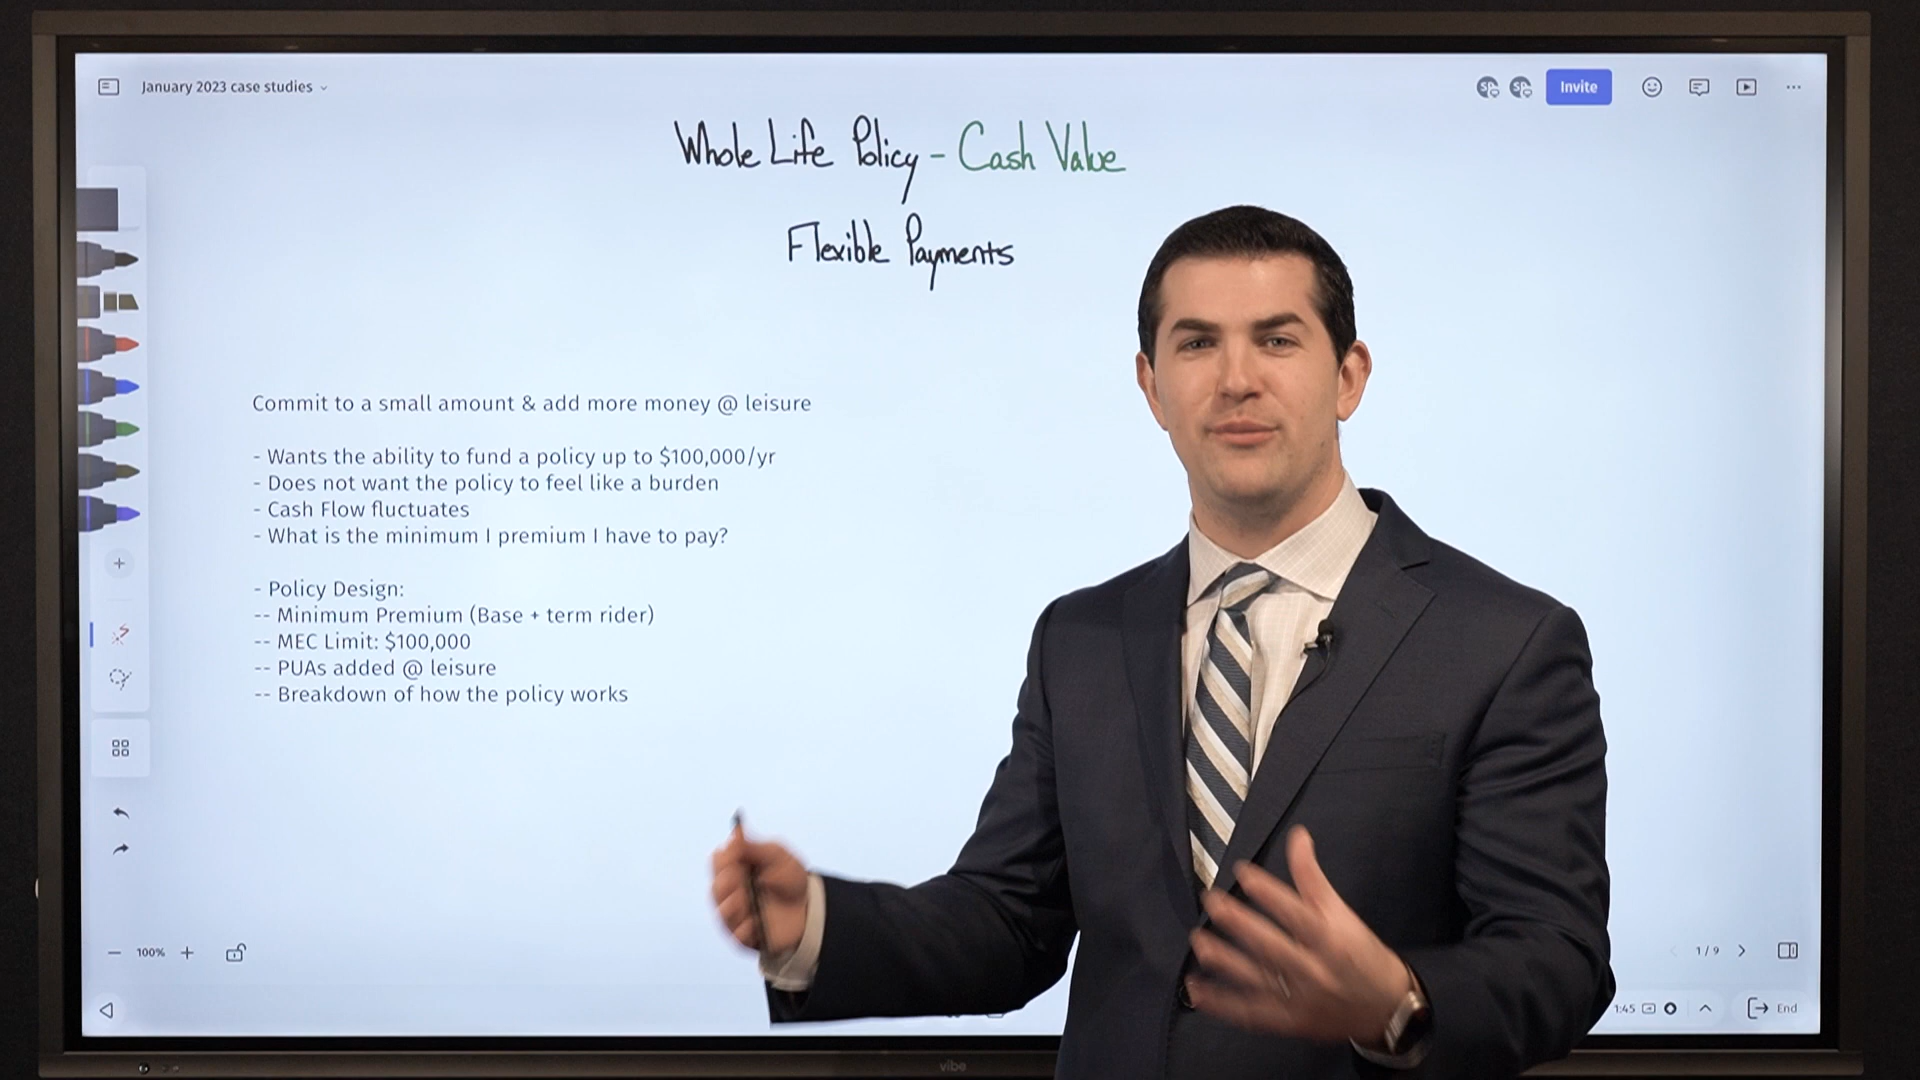 January 2023 case studies
SP SP Invite
Whole Life Policy - Cash Value
Flexible Payments
Commit to a small amount & add more money @ leisure
- Wants the ability to fund a policy up to $100,000/yr
- Does not want the policy to feel like a burden
- Cash Flow fluctuates
- What is the minimum I premium I have to pay?
- Policy Design:
-- Minimum Premium (Base + term rider)
-- MEC Limit: $100,000
-- PUAs added @ leisure
-- Breakdown of how the policy works
100%
1 / 9
1:45
End
vibe